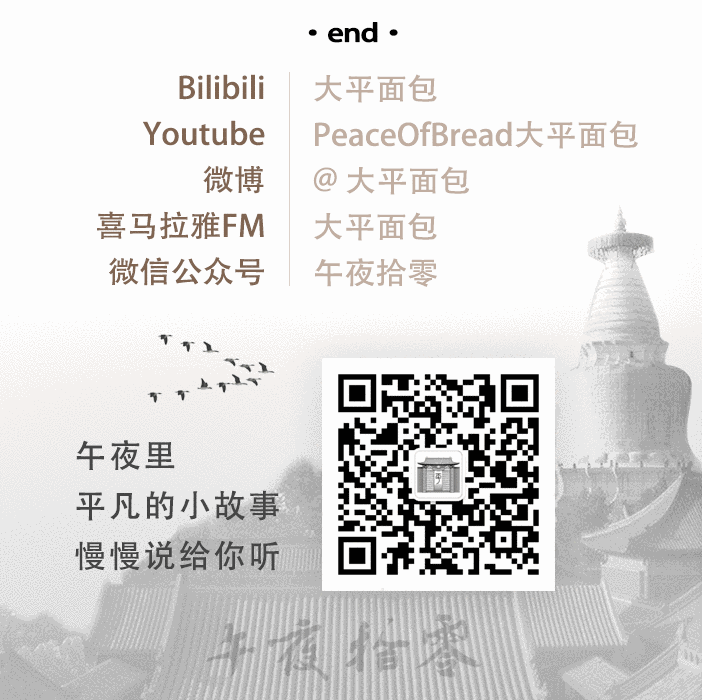 • end •
Bilibili 大平面包
Youtube PeaceOfBread大平面包
微博 @ 大平面包
喜马拉雅FM 大平面包
微信公众号 午夜拾零
午夜里
平凡的小故事
慢慢说给你听
午夜拾零